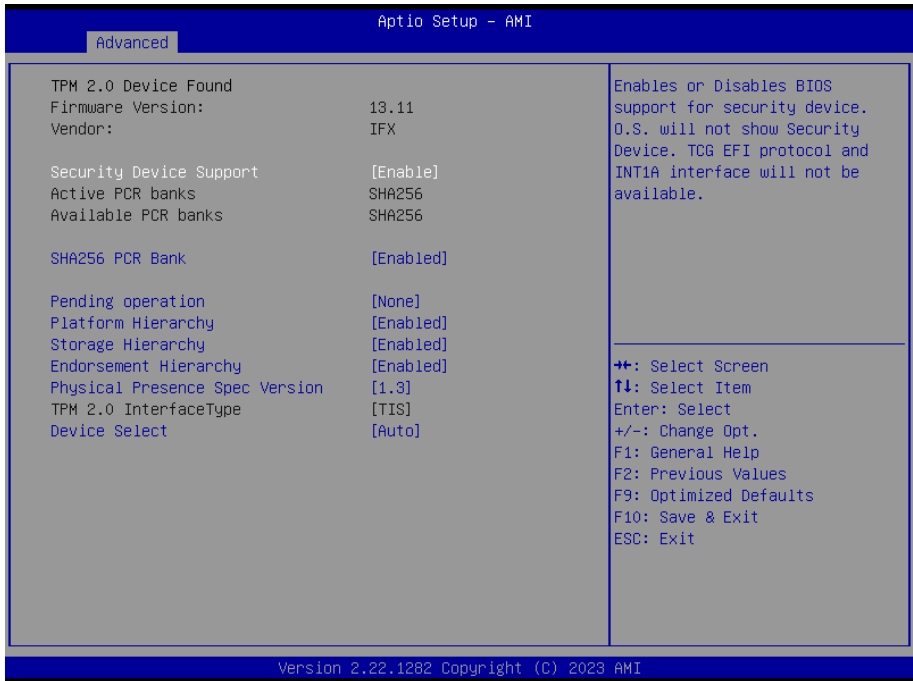 Aptio Setup – AMI
Advanced
TPM 2.0 Device Found
Firmware Version: 13.11
Vendor: IFX
Security Device Support [Enable]
Active PCR banks SHA256
Available PCR banks SHA256
SHA256 PCR Bank [Enabled]
Pending operation [None]
Platform Hierarchy [Enabled]
Storage Hierarchy [Enabled]
Endorsement Hierarchy [Enabled]
Physical Presence Spec Version [1.3]
TPM 2.0 InterfaceType [TIS]
Device Select [Auto]
Enables or Disables BIOS
support for security device.
O.S. will not show Security
Device. TCG EFI protocol and
INT1A interface will not be
available.
→←: Select Screen
↑↓: Select Item
Enter: Select
+/-: Change Opt.
F1: General Help
F2: Previous Values
F9: Optimized Defaults
F10: Save & Exit
ESC: Exit
Version 2.22.1282 Copyright (C) 2023 AMI